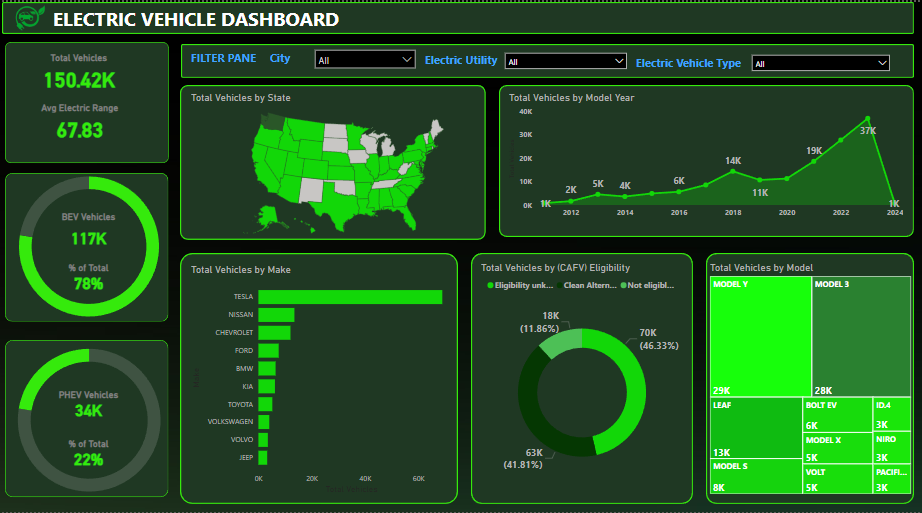 ELECTRIC VEHICLE DASHBOARD
Total Vehicles
150.42K
Avg Electric Range
67.83
FILTER PANE
City
All
Electric Utility
All
Electric Vehicle Type
All
Total Vehicles by State
Total Vehicles by Model Year
40K
30K
20K
10K
0K
1K
2K
5K
4K
6K
14K
11K
19K
37K
1K
2012
2014
2016
2018
2020
2022
2024
BEV Vehicles
117K
% of Total
78%
PHEV Vehicles
34K
% of Total
22%
Total Vehicles by Make
TESLA
NISSAN
CHEVROLET
FORD
BMW
KIA
TOYOTA
VOLKSWAGEN
VOLVO
JEEP
0K
20K
40K
60K
Total Vehicles by (CAFV) Eligibility
Eligibility unk...
Clean Altern...
Not eligibl...
18K
(11.86%)
70K
(46.33%)
63K
(41.81%)
Total Vehicles by Model
MODEL Y
29K
MODEL 3
28K
LEAF
13K
MODEL S
8K
BOLT EV
6K
MODEL X
5K
VOLT
5K
ID.4
3K
NIRO
3K
PACIFI...
3K